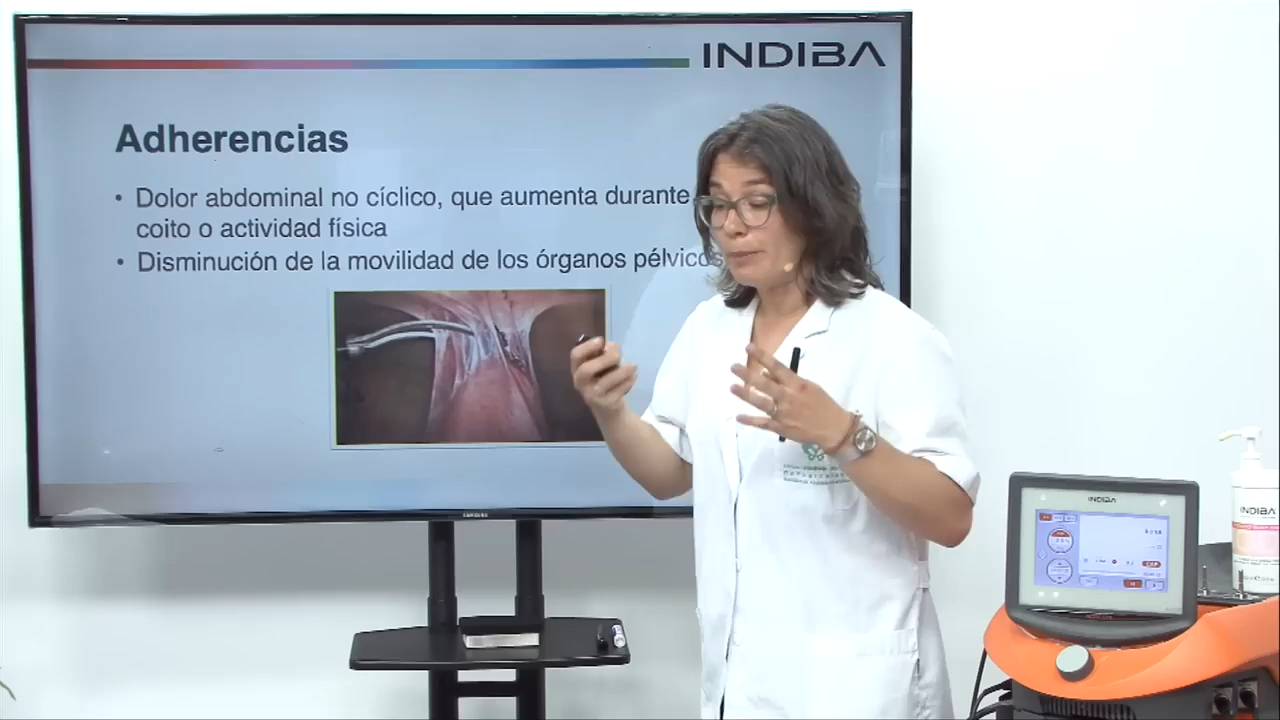 INDIBA
Adherencias
• Dolor abdominal no cíclico, que aumenta durante
coito o actividad física
• Disminución de la movilidad de los órganos pélvicos
SAMSUNG
INDIBA
INDIBA